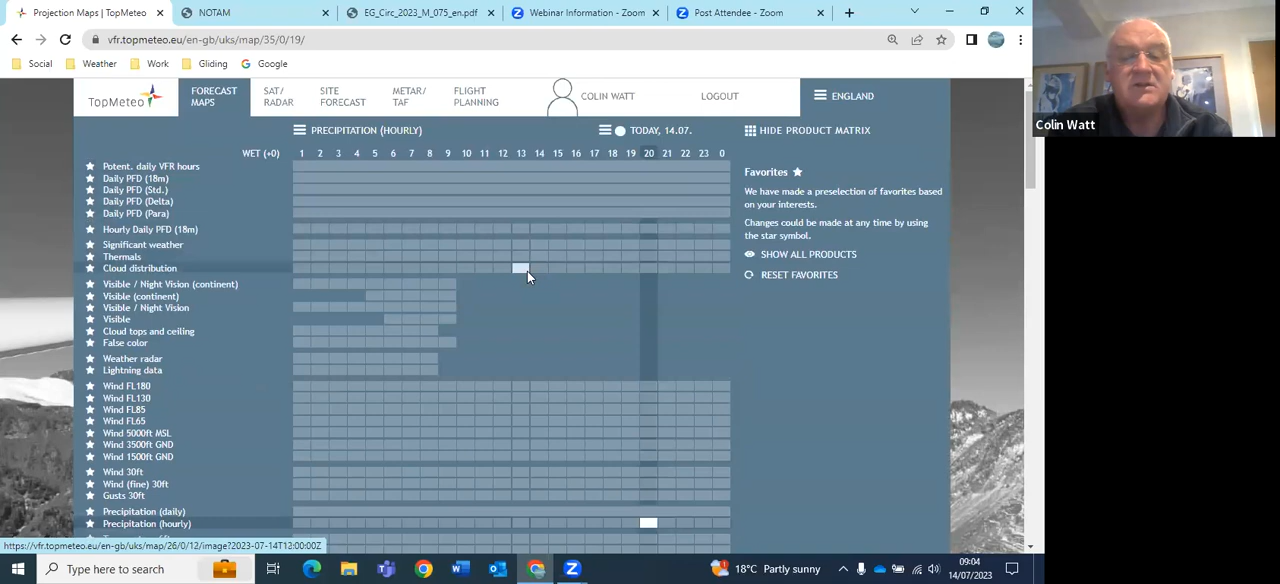 Projection Maps | TopMeteo
NOTAM
EG_Circ_2023_M_075_en.pdf
Webinar Information - Zoom
Post Attendee - Zoom
vfr.topmeteo.eu/en-gb/uks/map/35/0/19/
Social
Weather
Work
Gliding
Google
TopMeteo
FORECAST MAPS
SAT/ RADAR
SITE FORECAST
METAR/ TAF
FLIGHT PLANNING
COLIN WATT
LOGOUT
ENGLAND
Colin Watt
PRECIPITATION (HOURLY)
TODAY, 14.07.
HIDE PRODUCT MATRIX
WET (+0) 1 2 3 4 5 6 7 8 9 10 11 12 13 14 15 16 17 18 19 20 21 22 23 0
Potent. daily VFR hours
Daily PFD (18m)
Daily PFD (Std.)
Daily PFD (Delta)
Daily PFD (Para)
Hourly Daily PFD (18m)
Significant weather
Thermals
Cloud distribution
Visible / Night Vision (continent)
Visible (continent)
Visible / Night Vision
Visible
Cloud tops and ceiling
False color
Weather radar
Lightning data
Wind FL180
Wind FL130
Wind FL85
Wind FL65
Wind 5000ft MSL
Wind 3500ft GND
Wind 1500ft GND
Wind 30ft
Wind (fine) 30ft
Gusts 30ft
Precipitation (daily)
Precipitation (hourly)
Favorites
We have made a preselection of favorites based
on your interests.
Changes could be made at any time by using
the star symbol.
SHOW ALL PRODUCTS
RESET FAVORITES
https://vfr.topmeteo.eu/en-gb/uks/map/26/0/12/image?2023-07-14T12:00:00Z
Type here to search
18°C Partly sunny
09:04
14/07/2023